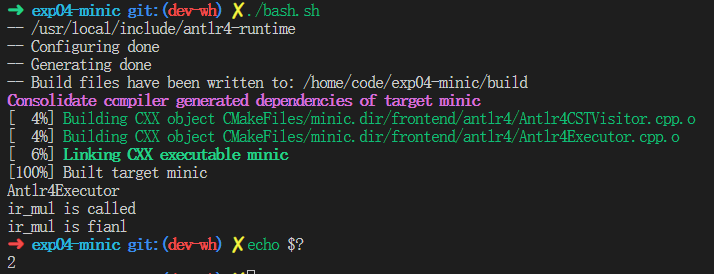 ➜ exp04-minic git:(dev-wh) ✗ ./bash.sh
-- /usr/local/include/antlr4-runtime
-- Configuring done
-- Generating done
-- Build files have been written to: /home/code/exp04-minic/build
Consolidate compiler generated dependencies of target minic
[  4%] Building CXX object CMakeFiles/minic.dir/frontend/antlr4/Antlr4CSTVisitor.cpp.o
[  4%] Building CXX object CMakeFiles/minic.dir/frontend/antlr4/Antlr4Executor.cpp.o
[  6%] Linking CXX executable minic
[100%] Built target minic
Antlr4Executor
ir_mul is called
ir_mul is fianl
➜ exp04-minic git:(dev-wh) ✗ echo $?
2